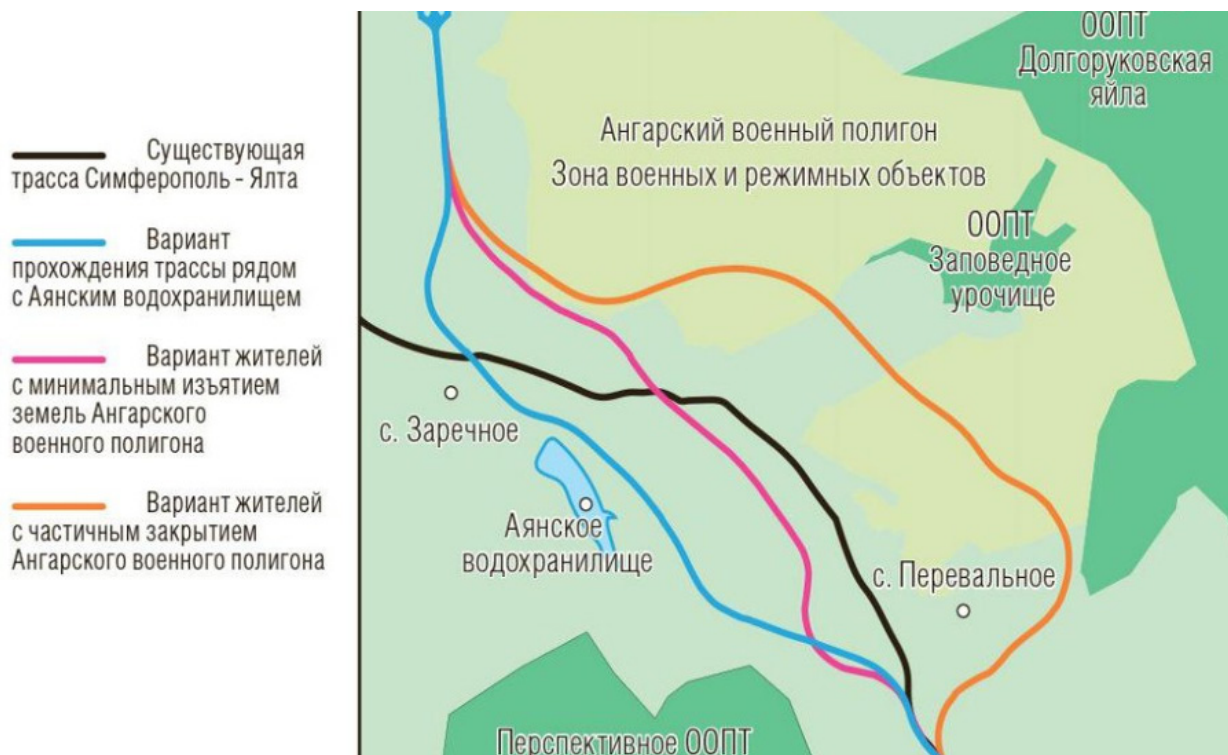 Существующая
трасса Симферополь - Ялта
Вариант
прохождения трассы рядом
с Аянским водохранилищем
Вариант жителей
с минимальным изъятием
земель Ангарского
военного полигона
Вариант жителей
с частичным закрытием
Ангарского военного полигона
ООПТ
Долгоруковская
яйла
Ангарский военный полигон
Зона военных и режимных объектов
ООПТ
Заповедное
урочище
с. Заречное
Аянское
водохранилище
с. Перевальное
Перспективное ООПТ